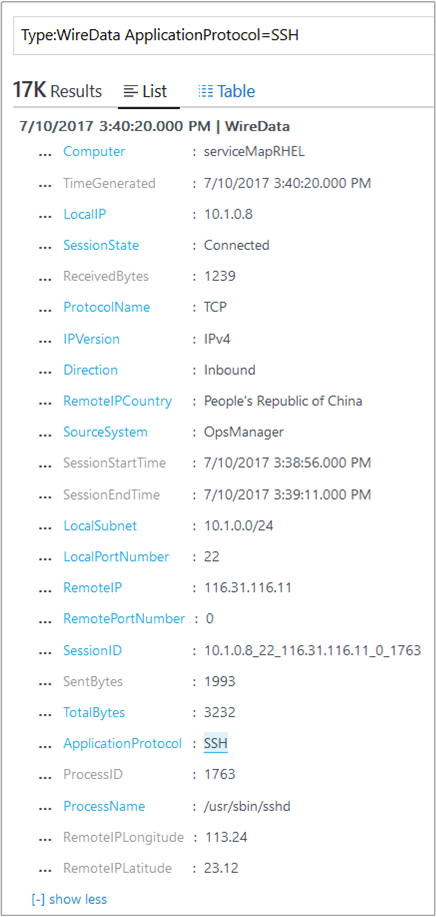 Type:WireData ApplicationProtocol=SSH
17K Results List Table
7/10/2017 3:40:20.000 PM | WireData
... Computer : serviceMapRHEL
... TimeGenerated : 7/10/2017 3:40:20.000 PM
... LocalIP : 10.1.0.8
... SessionState : Connected
... ReceivedBytes : 1239
... ProtocolName : TCP
... IPVersion : IPv4
... Direction : Inbound
... RemoteIPCountry : People's Republic of China
... SourceSystem : OpsManager
... SessionStartTime : 7/10/2017 3:38:56.000 PM
... SessionEndTime : 7/10/2017 3:39:11.000 PM
... LocalSubnet : 10.1.0.0/24
... LocalPortNumber : 22
... RemoteIP : 116.31.116.11
... RemotePortNumber : 0
... SessionID : 10.1.0.8_22_116.31.116.11_0_1763
... SentBytes : 1993
... TotalBytes : 3232
... ApplicationProtocol : SSH
... ProcessID : 1763
... ProcessName : /usr/sbin/sshd
... RemoteIPLongitude : 113.24
... RemoteIPLatitude : 23.12
[-] show less